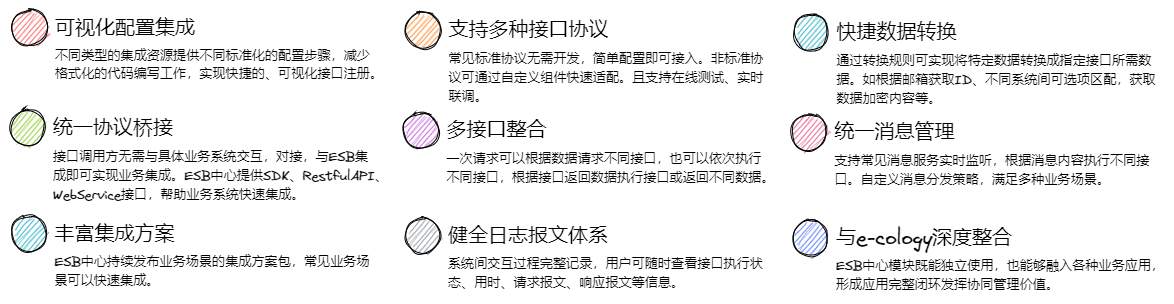 可视化配置集成
不同类型的集成资源提供不同标准化的配置步骤，减少
格式化的代码编写工作，实现快捷的、可视化接口注册。
支持多种接口协议
常见标准协议无需开发，简单配置即可接入。非标准协
议可通过自定义组件快速适配。且支持在线测试、实时
联调。
快捷数据转换
通过转换规则可实现将特定数据转换成指定接口所需数
据。如根据邮箱获取ID、不同系统间可选项区配，获取
数据加密内容等。
统一协议桥接
接口调用方无需与具体业务系统交互，对接，与ESB集
成即可实现业务集成。ESB中心提供SDK、RestfulAPI、
WebService接口，帮助业务系统快速集成。
多接口整合
一次请求可以根据数据请求不同接口，也可以依次执行
不同接口，根据接口返回数据执行接口或返回不同数据。
统一消息管理
支持常见消息服务实时监听，根据消息内容执行不同接
口。自定义消息分发策略，满足多种业务场景。
丰富集成方案
ESB中心持续发布业务场景的集成方案包，常见业务场
景可以快速集成。
健全日志报文体系
系统间交互过程完整记录，用户可随时查看接口执行状
态、用时、请求报文、响应报文等信息。
与e-cology深度整合
ESB中心模块既能独立使用，也能够融入各种业务应用，
形成应用完整闭环发挥协同管理价值。